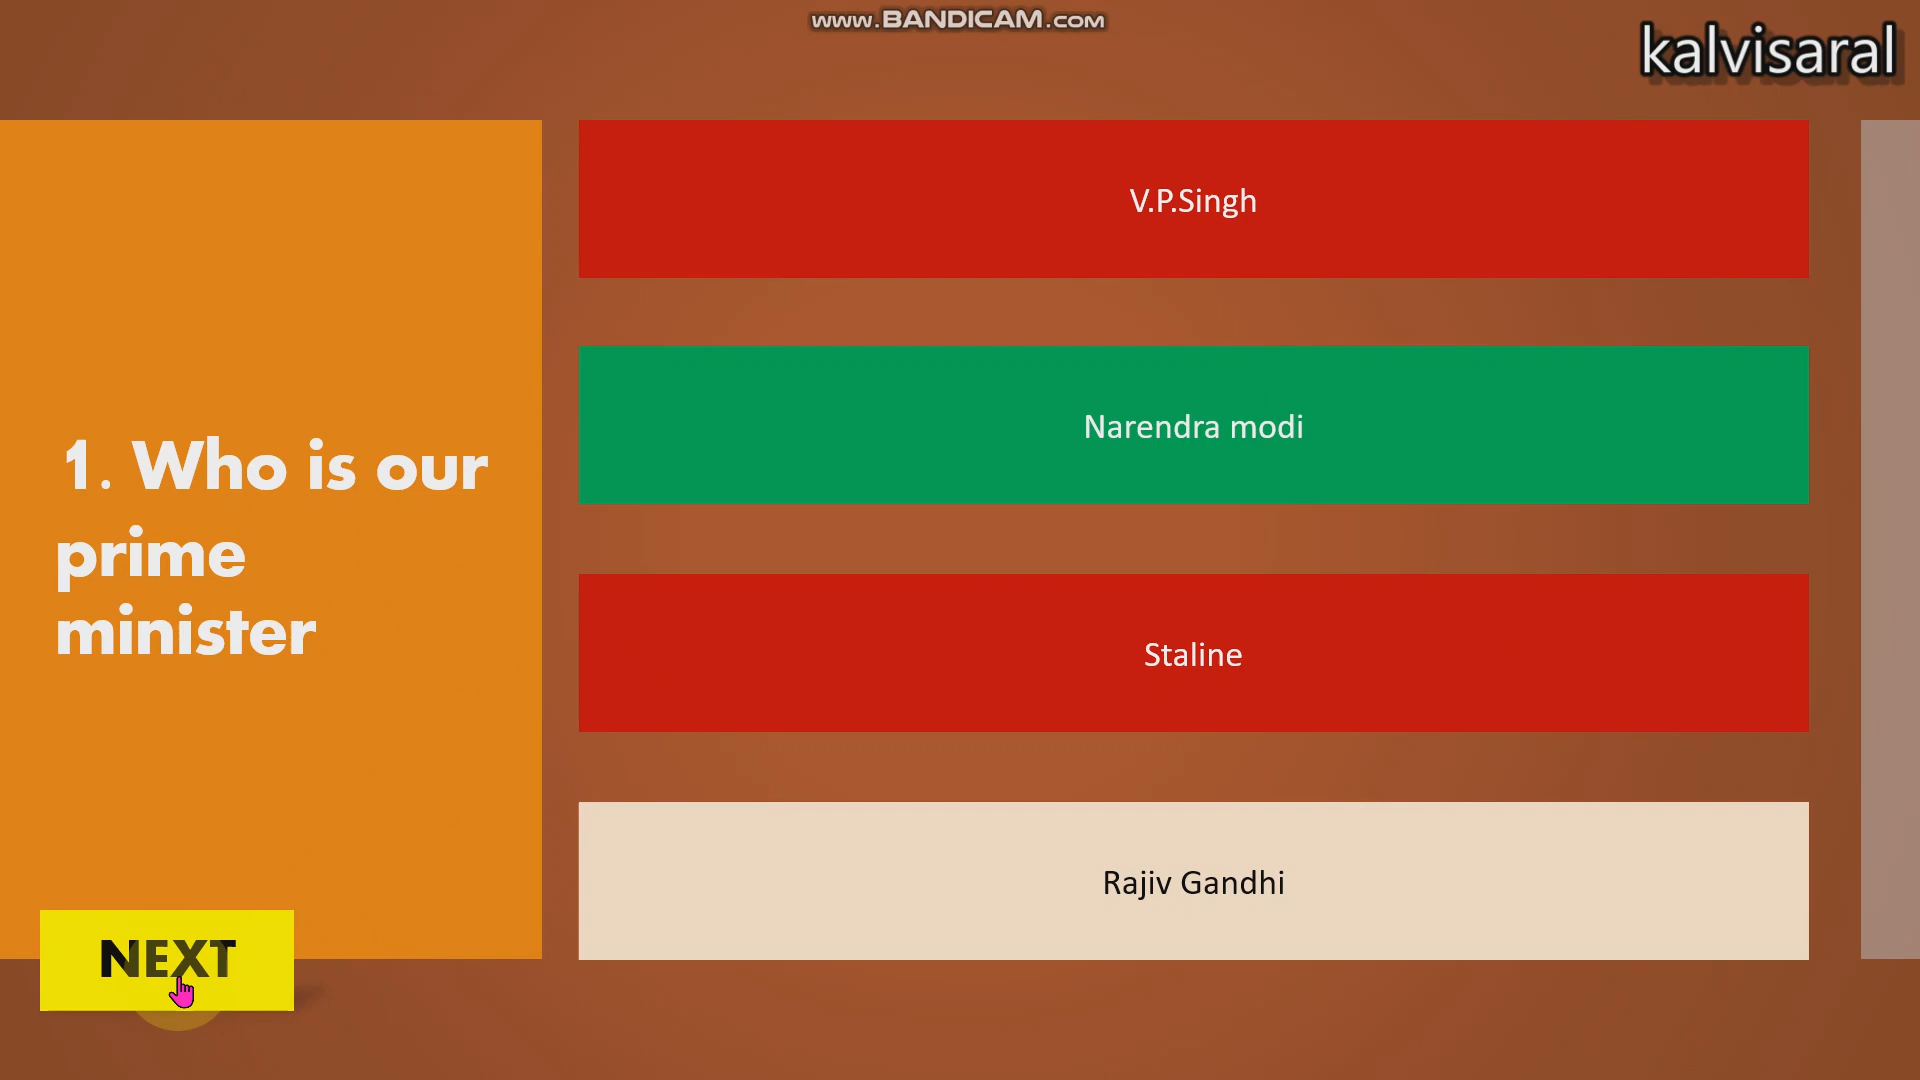 www.BANDICAM.com
kalvisaral
1. Who is our
prime
minister
V.P.Singh
Narendra modi
Staline
Rajiv Gandhi
NEXT